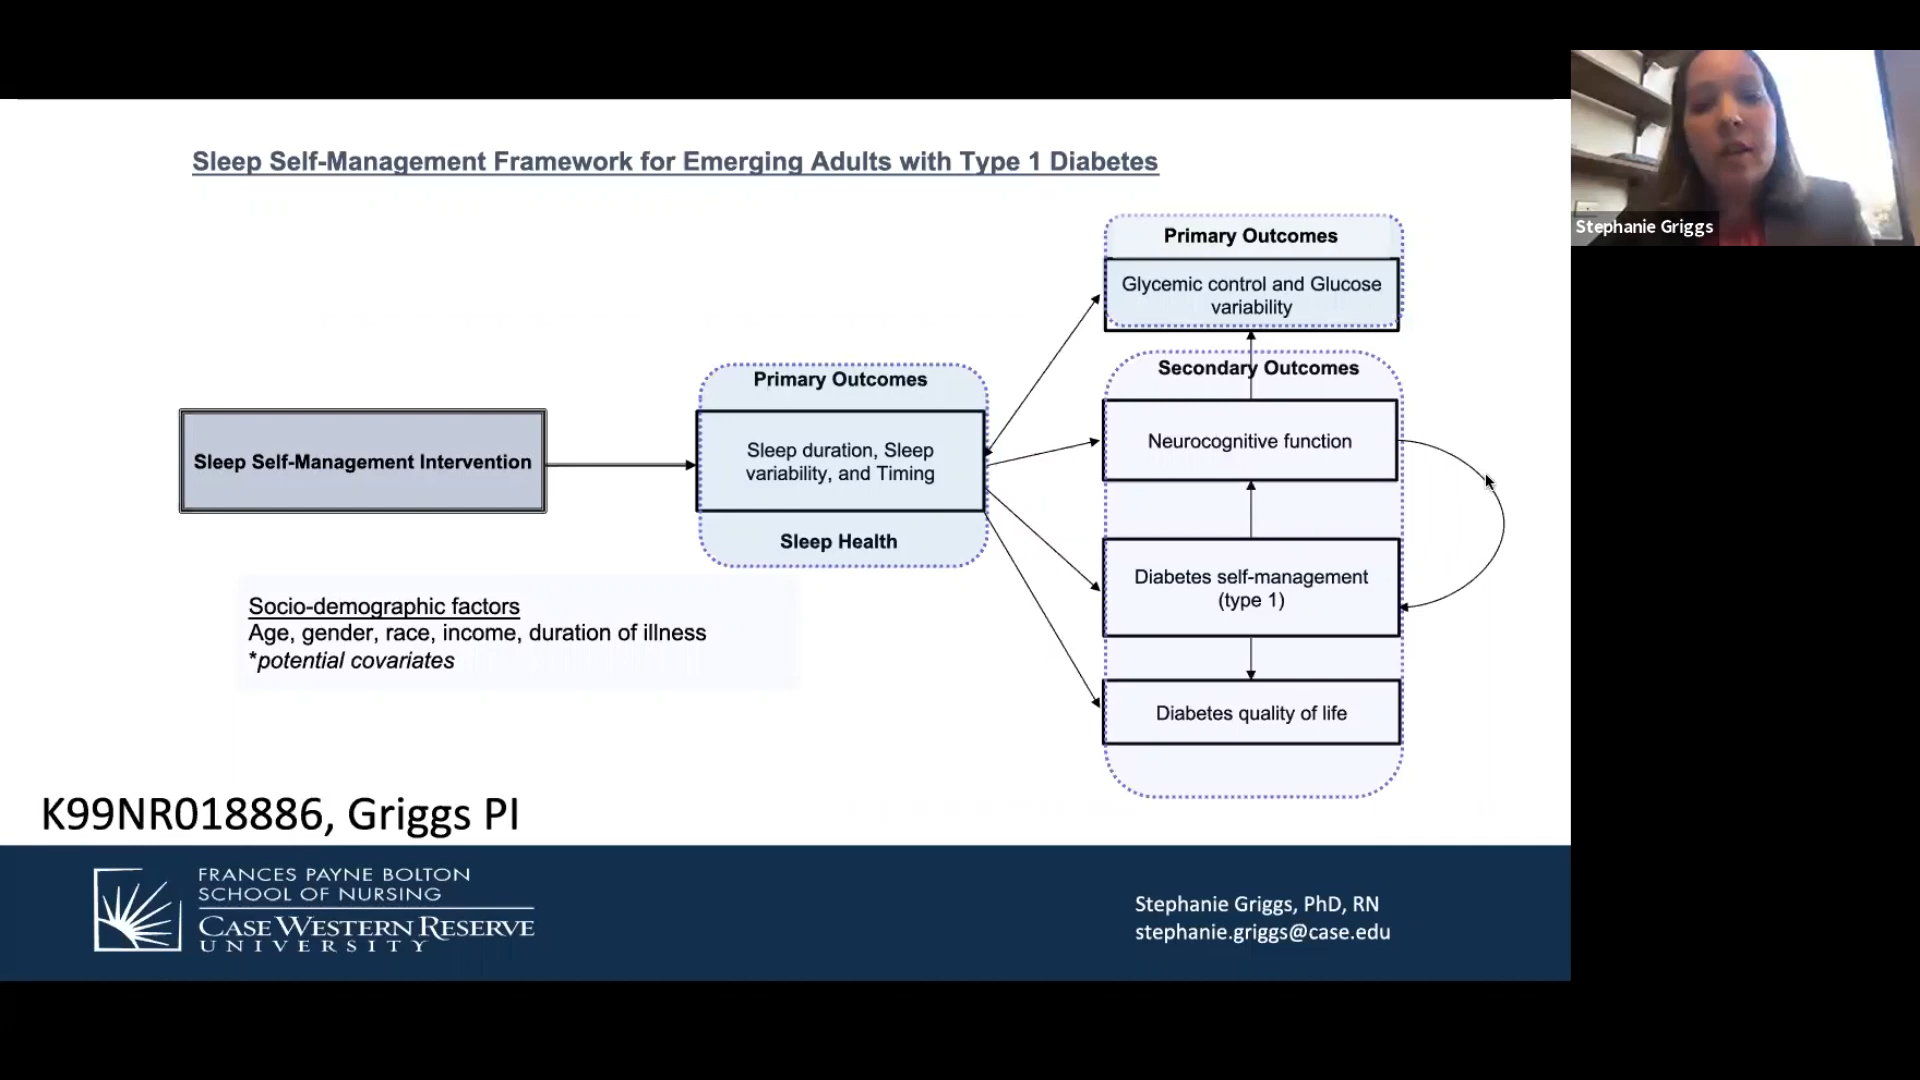 Sleep Self-Management Framework for Emerging Adults with Type 1 Diabetes
Stephanie Griggs
Primary Outcomes
Glycemic control and Glucose
variability
Secondary Outcomes
Primary Outcomes
Sleep duration, Sleep
variability, and Timing
Sleep Health
Sleep Self-Management Intervention
Neurocognitive function
Diabetes self-management
(type 1)
Diabetes quality of life
Socio-demographic factors
Age, gender, race, income, duration of illness
*potential covariates
K99NR018886, Griggs PI
FRANCES PAYNE BOLTON
SCHOOL OF NURSING
CASE WESTERN RESERVE
UNIVERSITY
Stephanie Griggs, PhD, RN
stephanie.griggs@case.edu